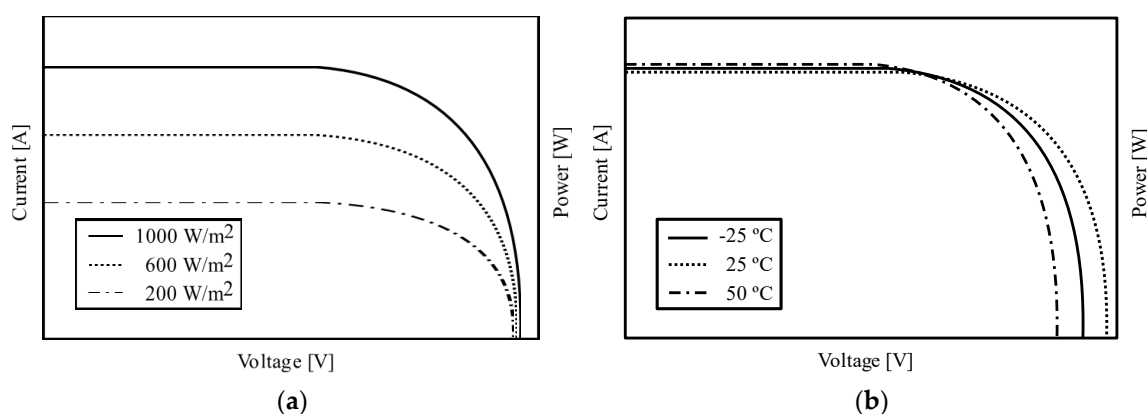 Current [A]
1000 W/m2
600 W/m2
200 W/m2
Power [W]
Voltage [V]
(a)
Current [A]
-25 ºC
25 ºC
50 ºC
Power [W]
Voltage [V]
(b)